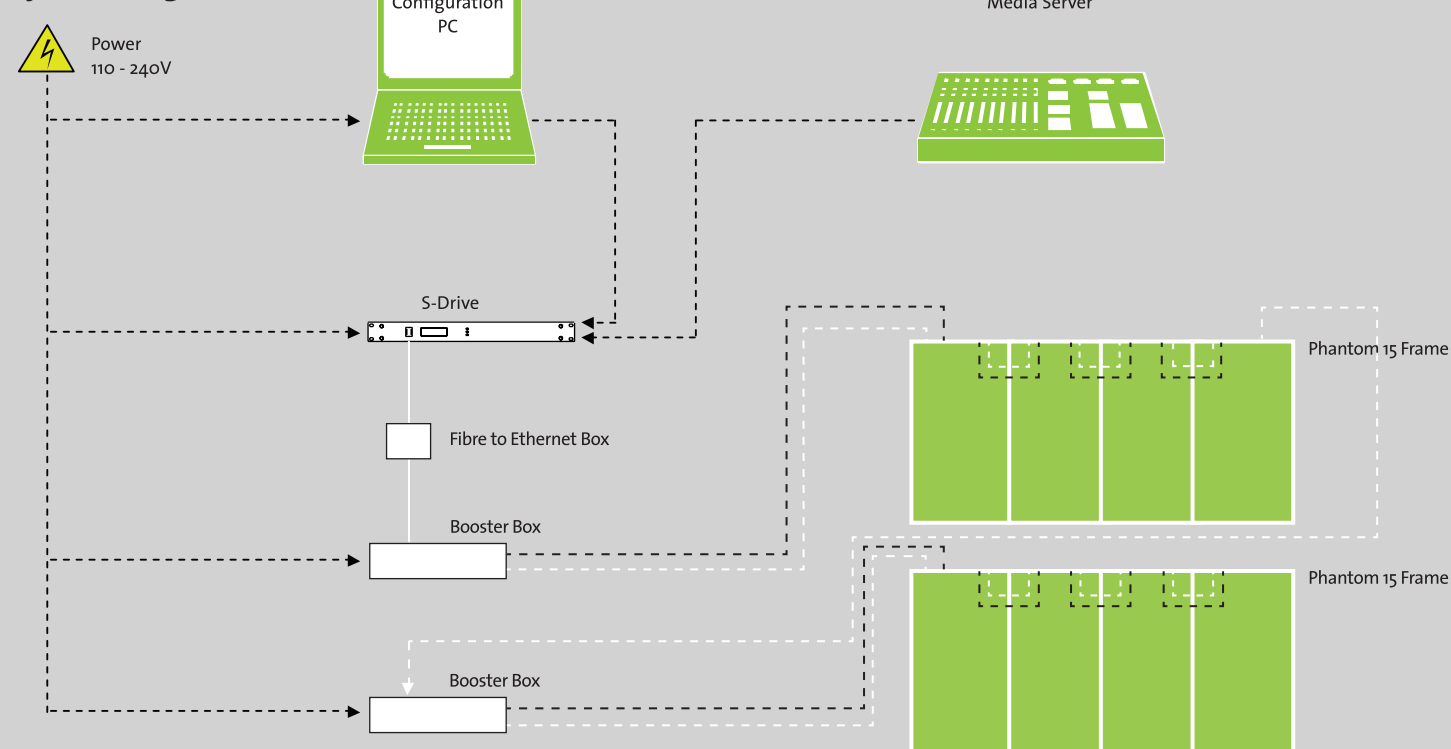 Configuration
PC
Media Server
Power
110 - 240V
S-Drive
Phantom 15 Frame
Fibre to Ethernet Box
Booster Box
Phantom 15 Frame
Booster Box